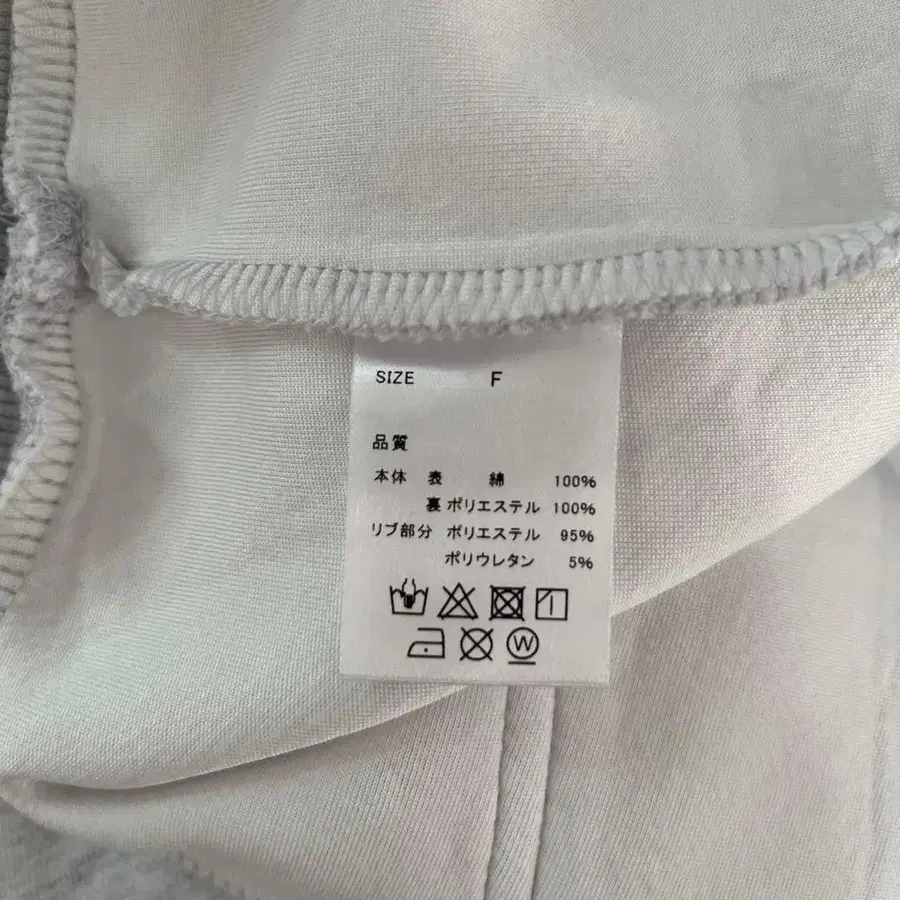 SIZE F
品質
本体 表 綿 100%
裏 ポリエステル 100%
リブ部分 ポリエステル 95%
ポリウレタン 5%
W